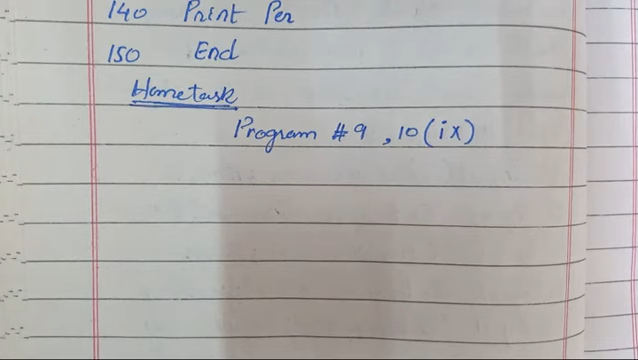 140 Print Per
150 End
Hometask
Program #9, 10(ix)